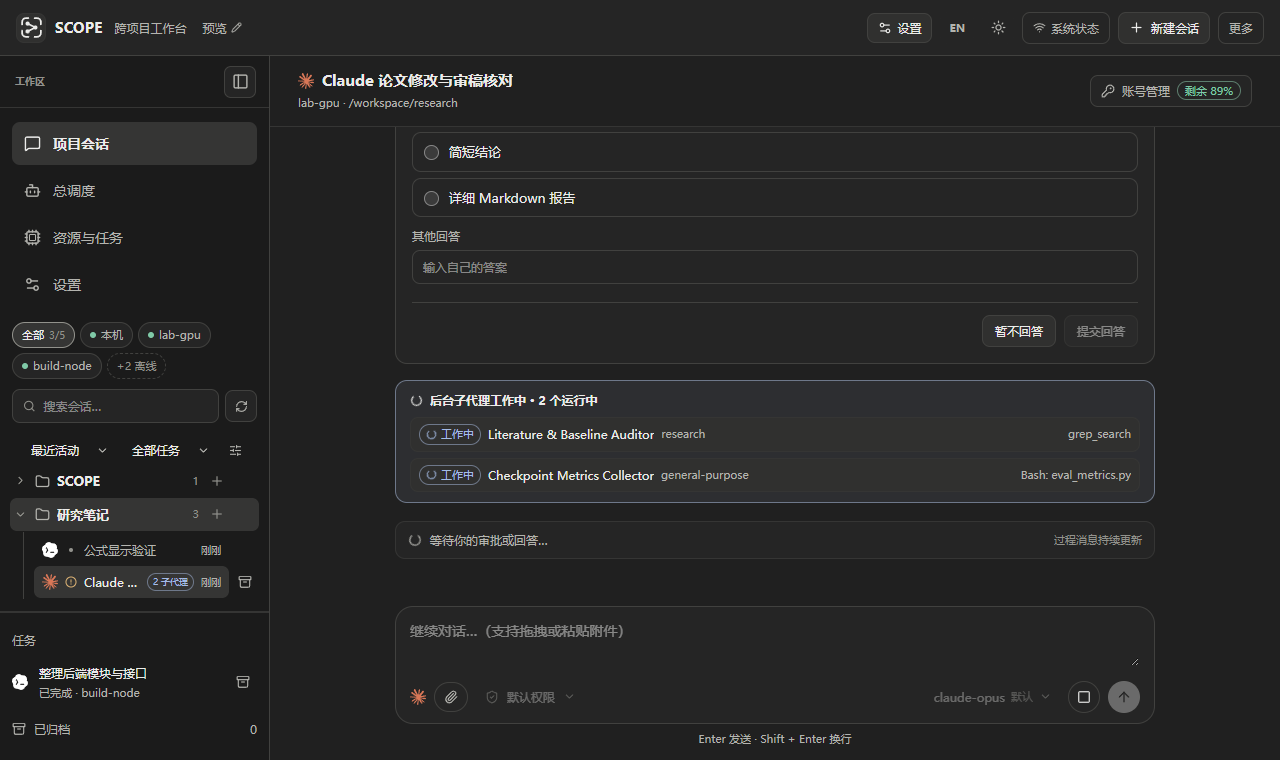 SCOPE 跨项目工作台 预览 设置 EN 系统状态 新建会话 更多
工作区
项目会话
总调度
资源与任务
设置
全部 3/5 本机 lab-gpu
build-node +2 离线
搜索会话...
最近活动 全部任务
SCOPE 1
研究笔记 3
公式显示验证 刚刚
Claude ... 2 子代理 刚刚
任务
整理后端模块与接口
已完成 · build-node
已归档 0
Claude 论文修改与审稿核对
lab-gpu · /workspace/research
账号管理 剩余 89%
简短结论
详细 Markdown 报告
其他回答
输入自己的答案
暂不回答 提交回答
后台子代理工作中 • 2 个运行中
工作中 Literature & Baseline Auditor research grep_search
工作中 Checkpoint Metrics Collector general-purpose Bash: eval_metrics.py
等待你的审批或回答... 过程消息持续更新
继续对话...（支持拖拽或粘贴附件）
默认权限 claude-opus 默认
Enter 发送 · Shift + Enter 换行